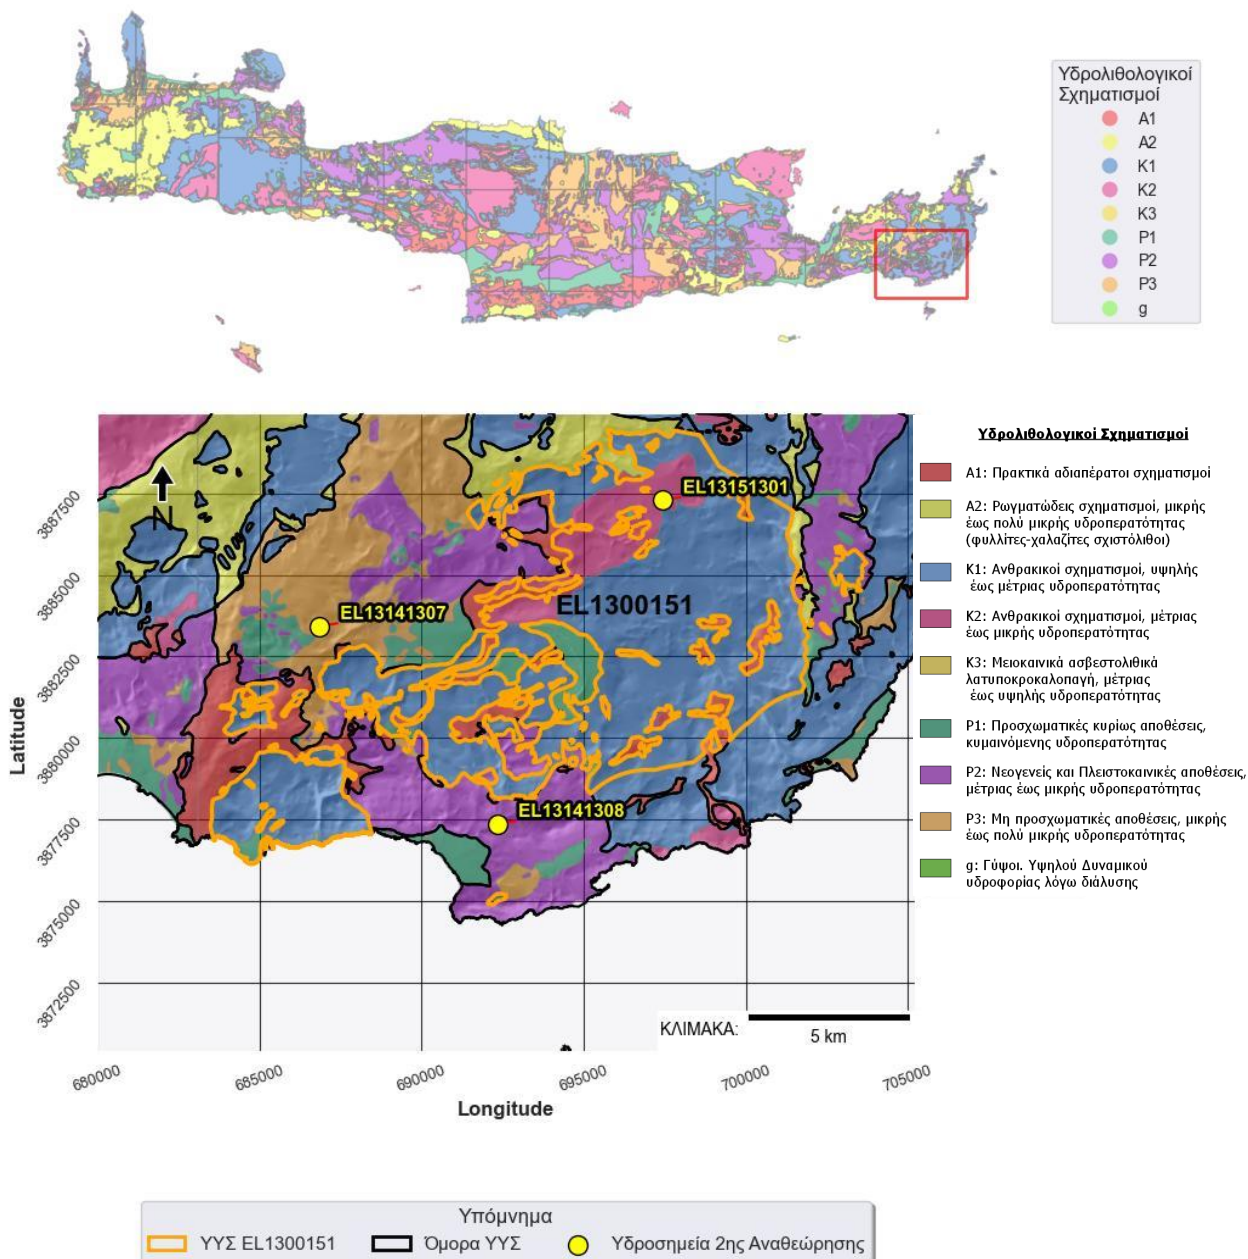 Υδρολιθολογικοί
Σχηματισμοί
A1
A2
K1
K2
K3
P1
P2
P3
g
Υδρολιθολογικοί Σχηματισμοί
A1: Πρακτικά αδιαπέρατοι σχηματισμοί
A2: Ρωγματώδεις σχηματισμοί, μικρής
έως πολύ μικρής υδροπερατότητας
(φυλλίτες-χαλαζίτες σχιστόλιθοι)
K1: Ανθρακικοί σχηματισμοί, υψηλής
έως μέτριας υδροπερατότητας
K2: Ανθρακικοί σχηματισμοί, μέτριας
έως μικρής υδροπερατότητας
K3: Μειοκαινικά ασβεστολιθικά
λατυποκροκαλοπαγή, μέτριας
έως υψηλής υδροπερατότητας
P1: Προσχωματικές κυρίως αποθέσεις,
κυμαινόμενης υδροπερατότητας
P2: Νεογενείς και Πλειστοκαινικές αποθέσεις,
μέτριας έως μικρής υδροπερατότητας
P3: Μη προσχωματικές αποθέσεις, μικρής
έως πολύ μικρής υδροπερατότητας
g: Γύψοι. Υψηλού Δυναμικού
υδροφορίας λόγω διάλυσης
N
EL13151301
EL1300151
EL13141307
EL13141308
Latitude
3887500
3885000
3882500
3880000
3877500
3875000
3872500
ΚΛΙΜΑΚΑ:
5 km
680000
685000
690000
695000
700000
705000
Longitude
Υπόμνημα
ΥΥΣ EL1300151
Όμορα ΥΥΣ
Υδροσημεία 2ης Αναθεώρησης